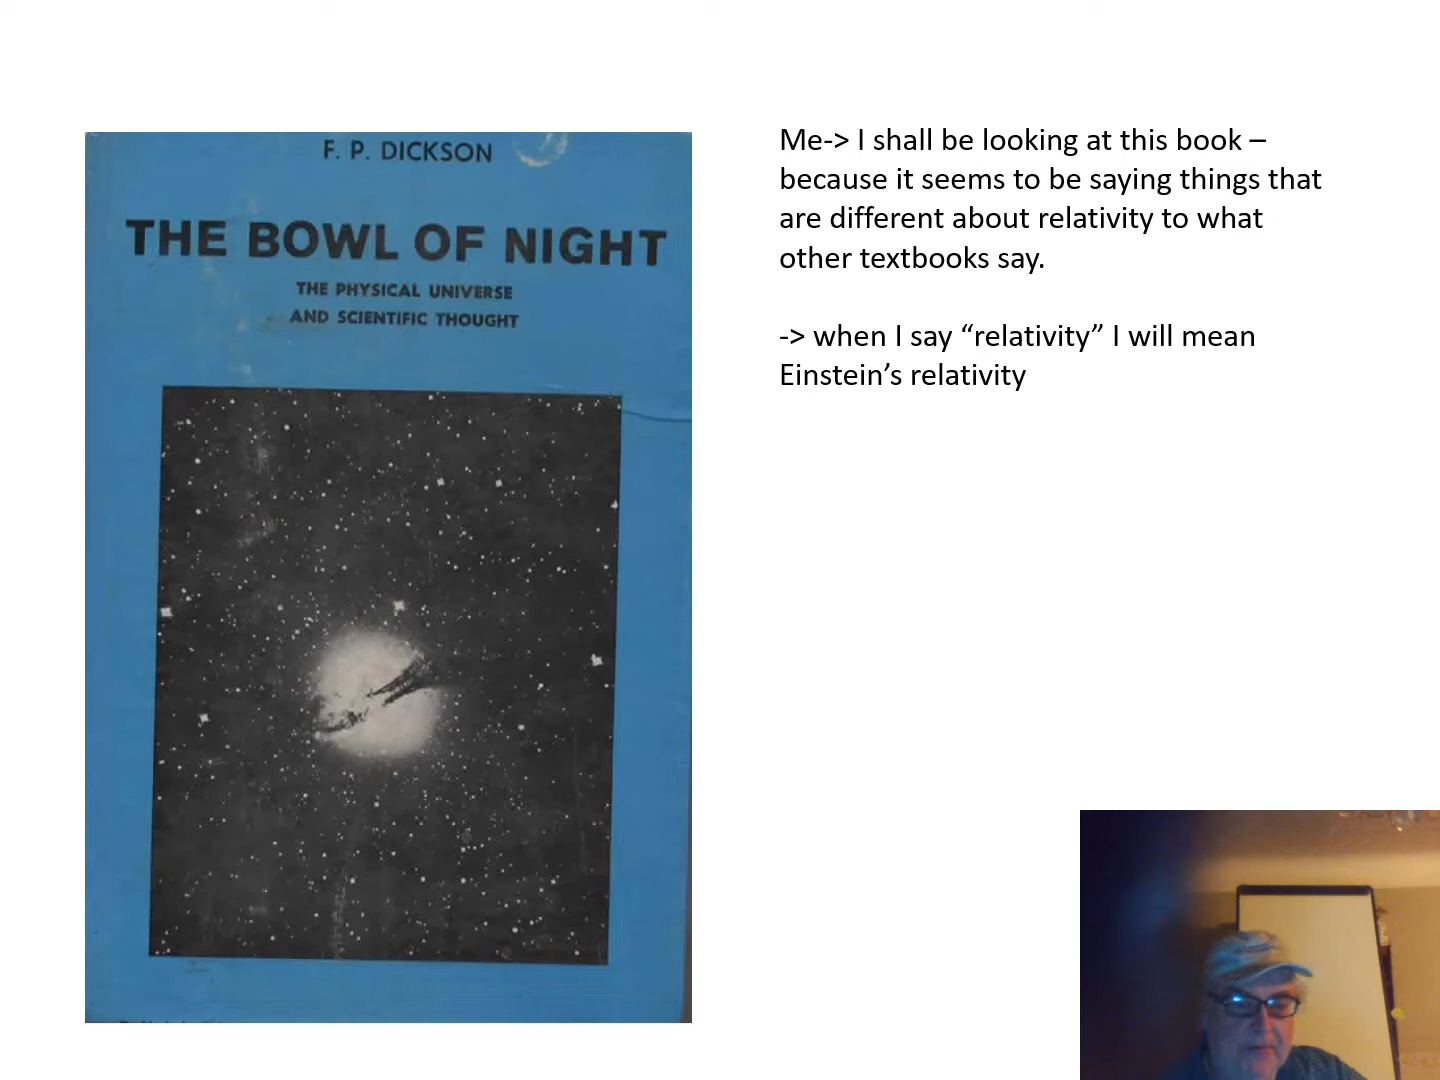 F. P. DICKSON
THE BOWL OF NIGHT
THE PHYSICAL UNIVERSE
AND SCIENTIFIC THOUGHT
Me-> I shall be looking at this book –
because it seems to be saying things that
are different about relativity to what
other textbooks say.
-> when I say “relativity” I will mean
Einstein’s relativity